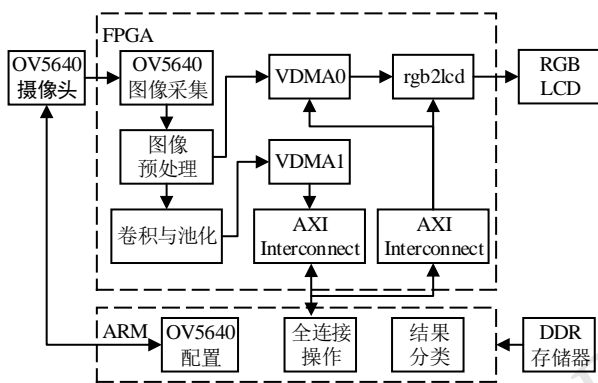 FPGA
OV5640
摄像头
OV5640
图像采集
VDMA0
rgb2lcd
RGB
LCD
图像
预处理
VDMA1
卷积与池化
AXI
Interconnect
AXI
Interconnect
ARM
OV5640
配置
全连接
操作
结果
分类
DDR
存储器